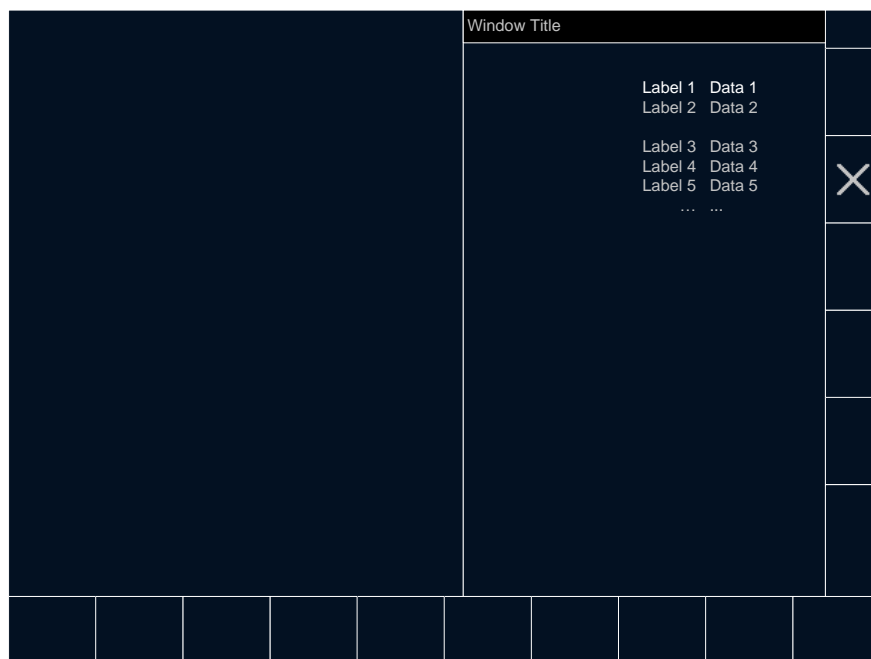 Window Title
Label 1 Data 1
Label 2 Data 2
Label 3 Data 3
Label 4 Data 4
Label 5 Data 5
… ...